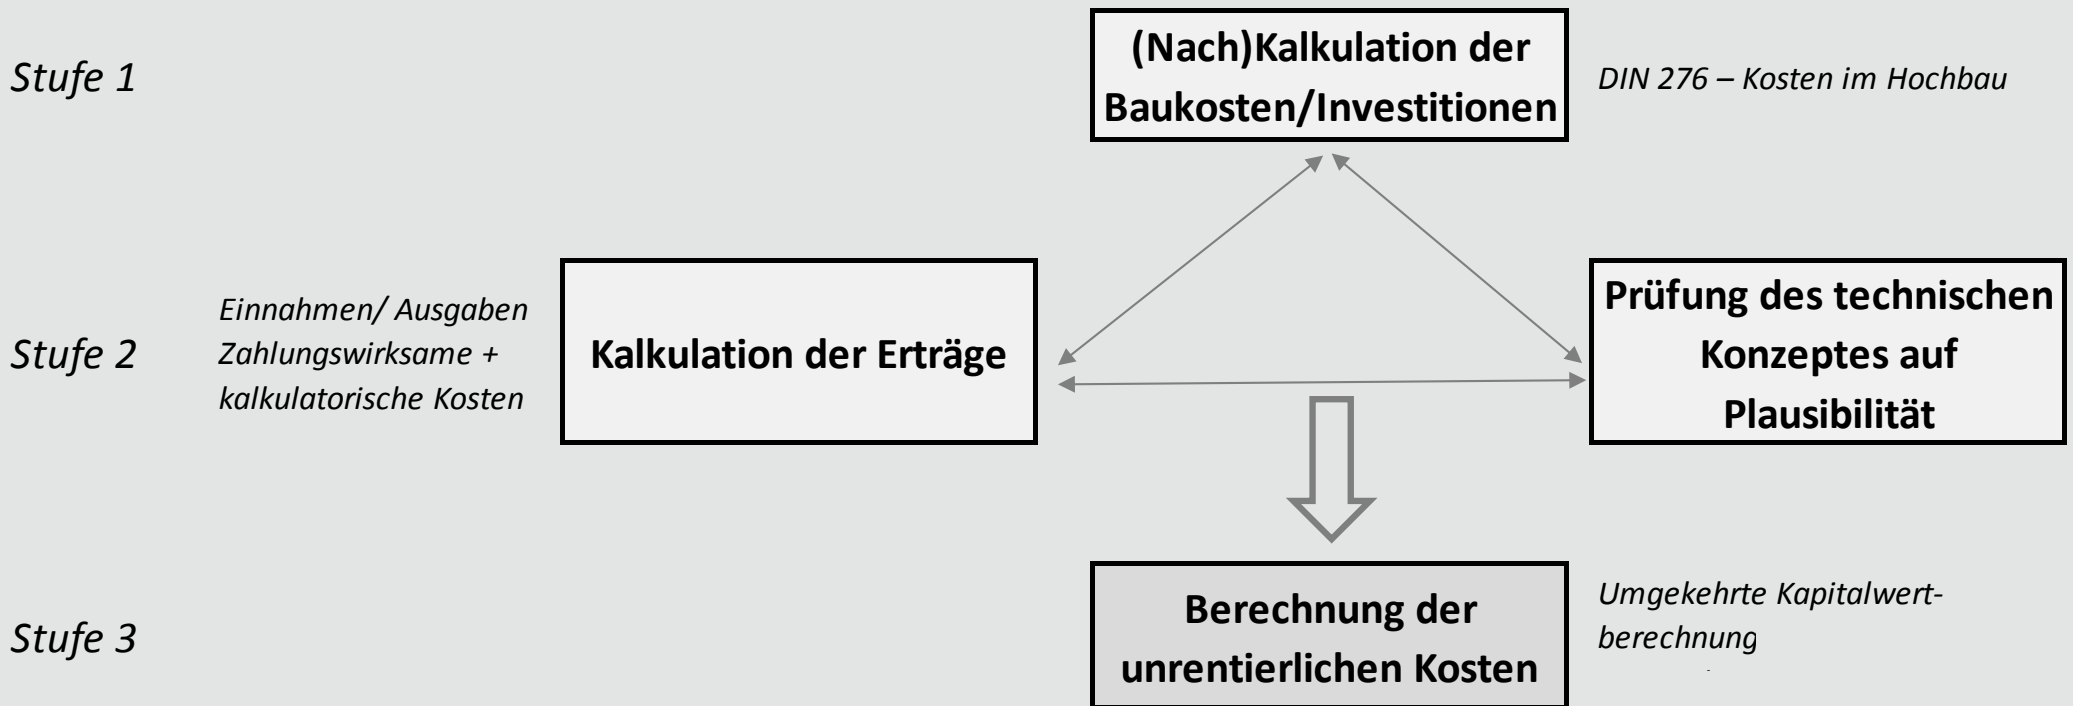 Stufe 1
(Nach)Kalkulation der
Baukosten/Investitionen
DIN 276 – Kosten im Hochbau
Stufe 2
Einnahmen/ Ausgaben
Zahlungswirksame +
kalkulatorische Kosten
Kalkulation der Erträge
Prüfung des technischen
Konzeptes auf
Plausibilität
Stufe 3
Berechnung der
unrentierlichen Kosten
Umgekehrte Kapitalwert-
berechnung